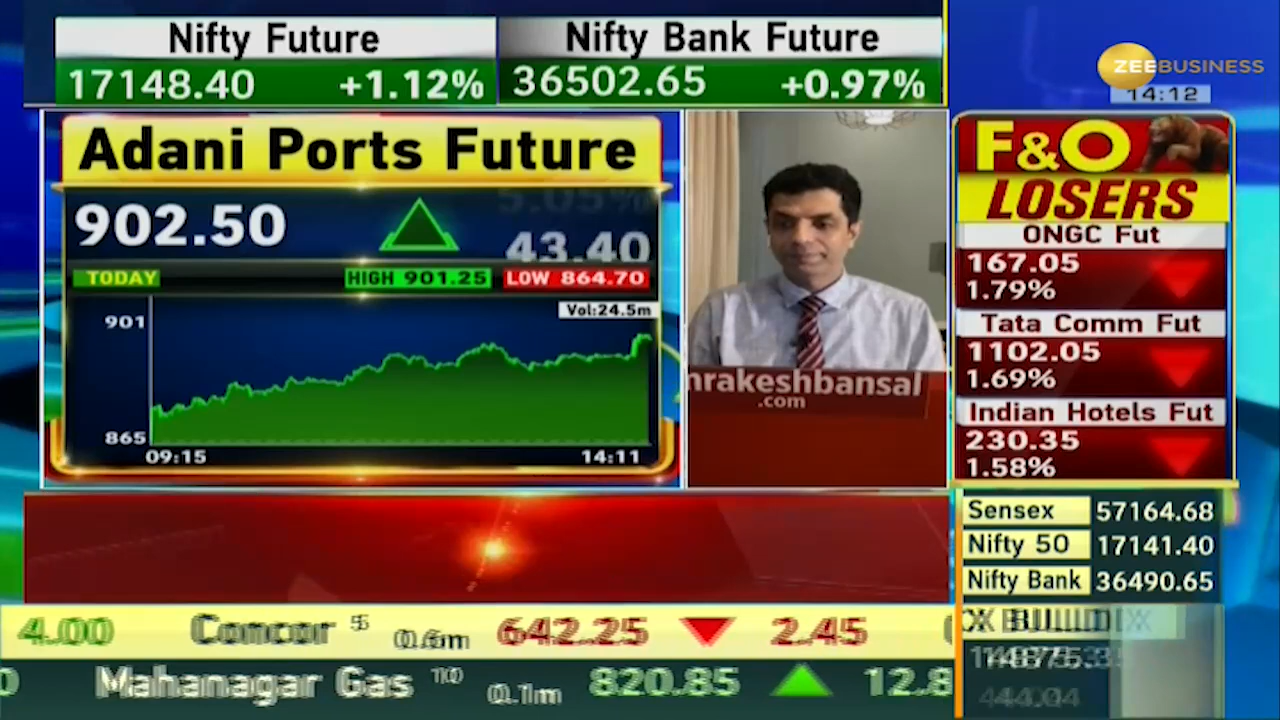 Nifty Future
17148.40 +1.12%
Nifty Bank Future
36502.65 +0.97%
ZEEBUSINESS
14:12
Adani Ports Future
902.50
5.05%
43.40
TODAY HIGH 901.25 LOW 864.70
Vol:24.5m
901
865
09:15 14:11
nrakeshbansal
.com
F&O
LOSERS
ONGC Fut
167.05
1.79%
Tata Comm Fut
1102.05
1.69%
Indian Hotels Fut
230.35
1.58%
Sensex 57164.68
Nifty 50 17141.40
Nifty Bank 36490.65
4.00 Concor 0.6m 642.25 2.45
Mahanagar Gas 0.1m 820.85 12.8